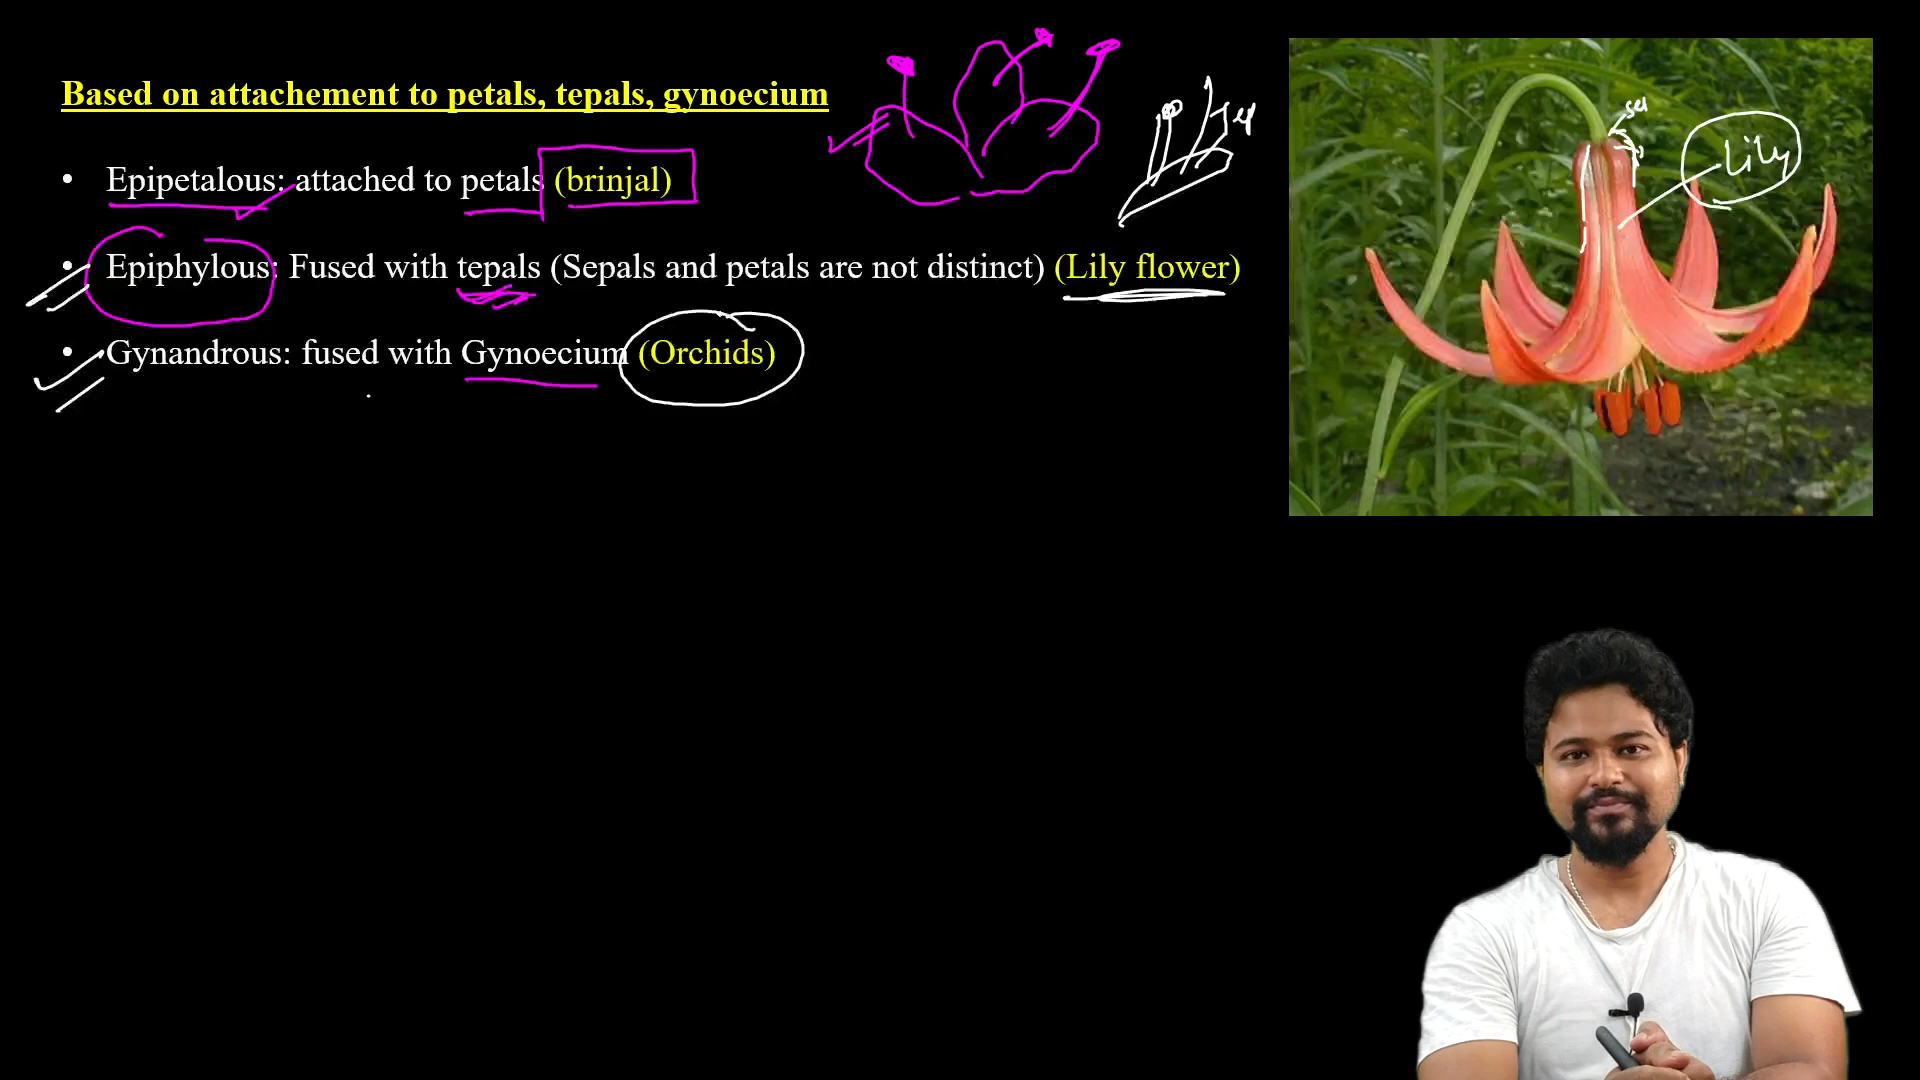 Based on attachement to petals, tepals, gynoecium
• Epipetalous: attached to petals (brinjal)
• Epiphylous: Fused with tepals (Sepals and petals are not distinct) (Lily flower)
• Gynandrous: fused with Gynoecium (Orchids)
Lily